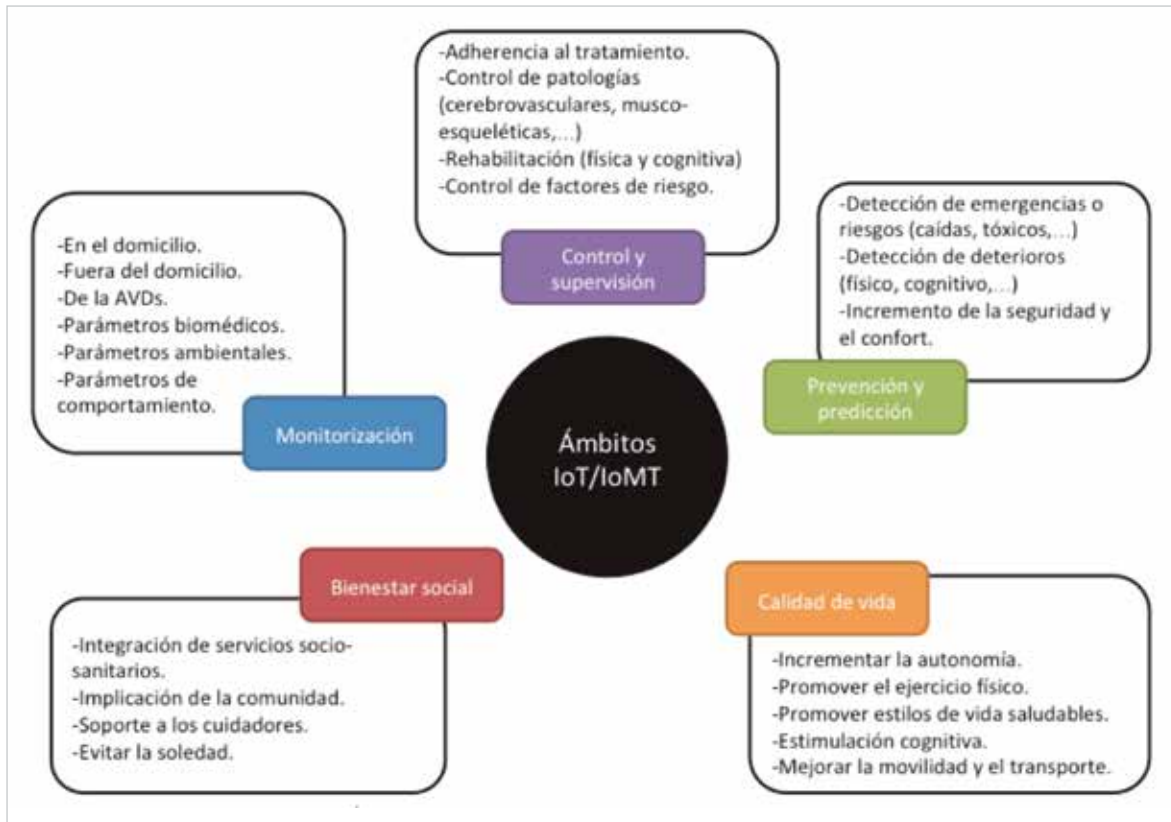 -Adherencia al tratamiento.
-Control de patologías
(cerebrovasculares, musco-
esqueléticas,...)
-Rehabilitación (física y cognitiva)
-Control de factores de riesgo.
Control y
supervisión
-En el domicilio.
-Fuera del domicilio.
-De la AVDs.
-Parámetros biomédicos.
-Parámetros ambientales.
-Parámetros de
comportamiento.
Monitorización
-Detección de emergencias o
riesgos (caídas, tóxicos,...)
-Detección de deterioros
(físico, cognitivo,...)
-Incremento de la seguridad y
el confort.
Prevención y
predicción
Ámbitos
IoT/IoMT
Bienestar social
-Integración de servicios socio-
sanitarios.
-Implicación de la comunidad.
-Soporte a los cuidadores.
-Evitar la soledad.
Calidad de vida
-Incrementar la autonomía.
-Promover el ejercicio físico.
-Promover estilos de vida saludables.
-Estimulación cognitiva.
-Mejorar la movilidad y el transporte.